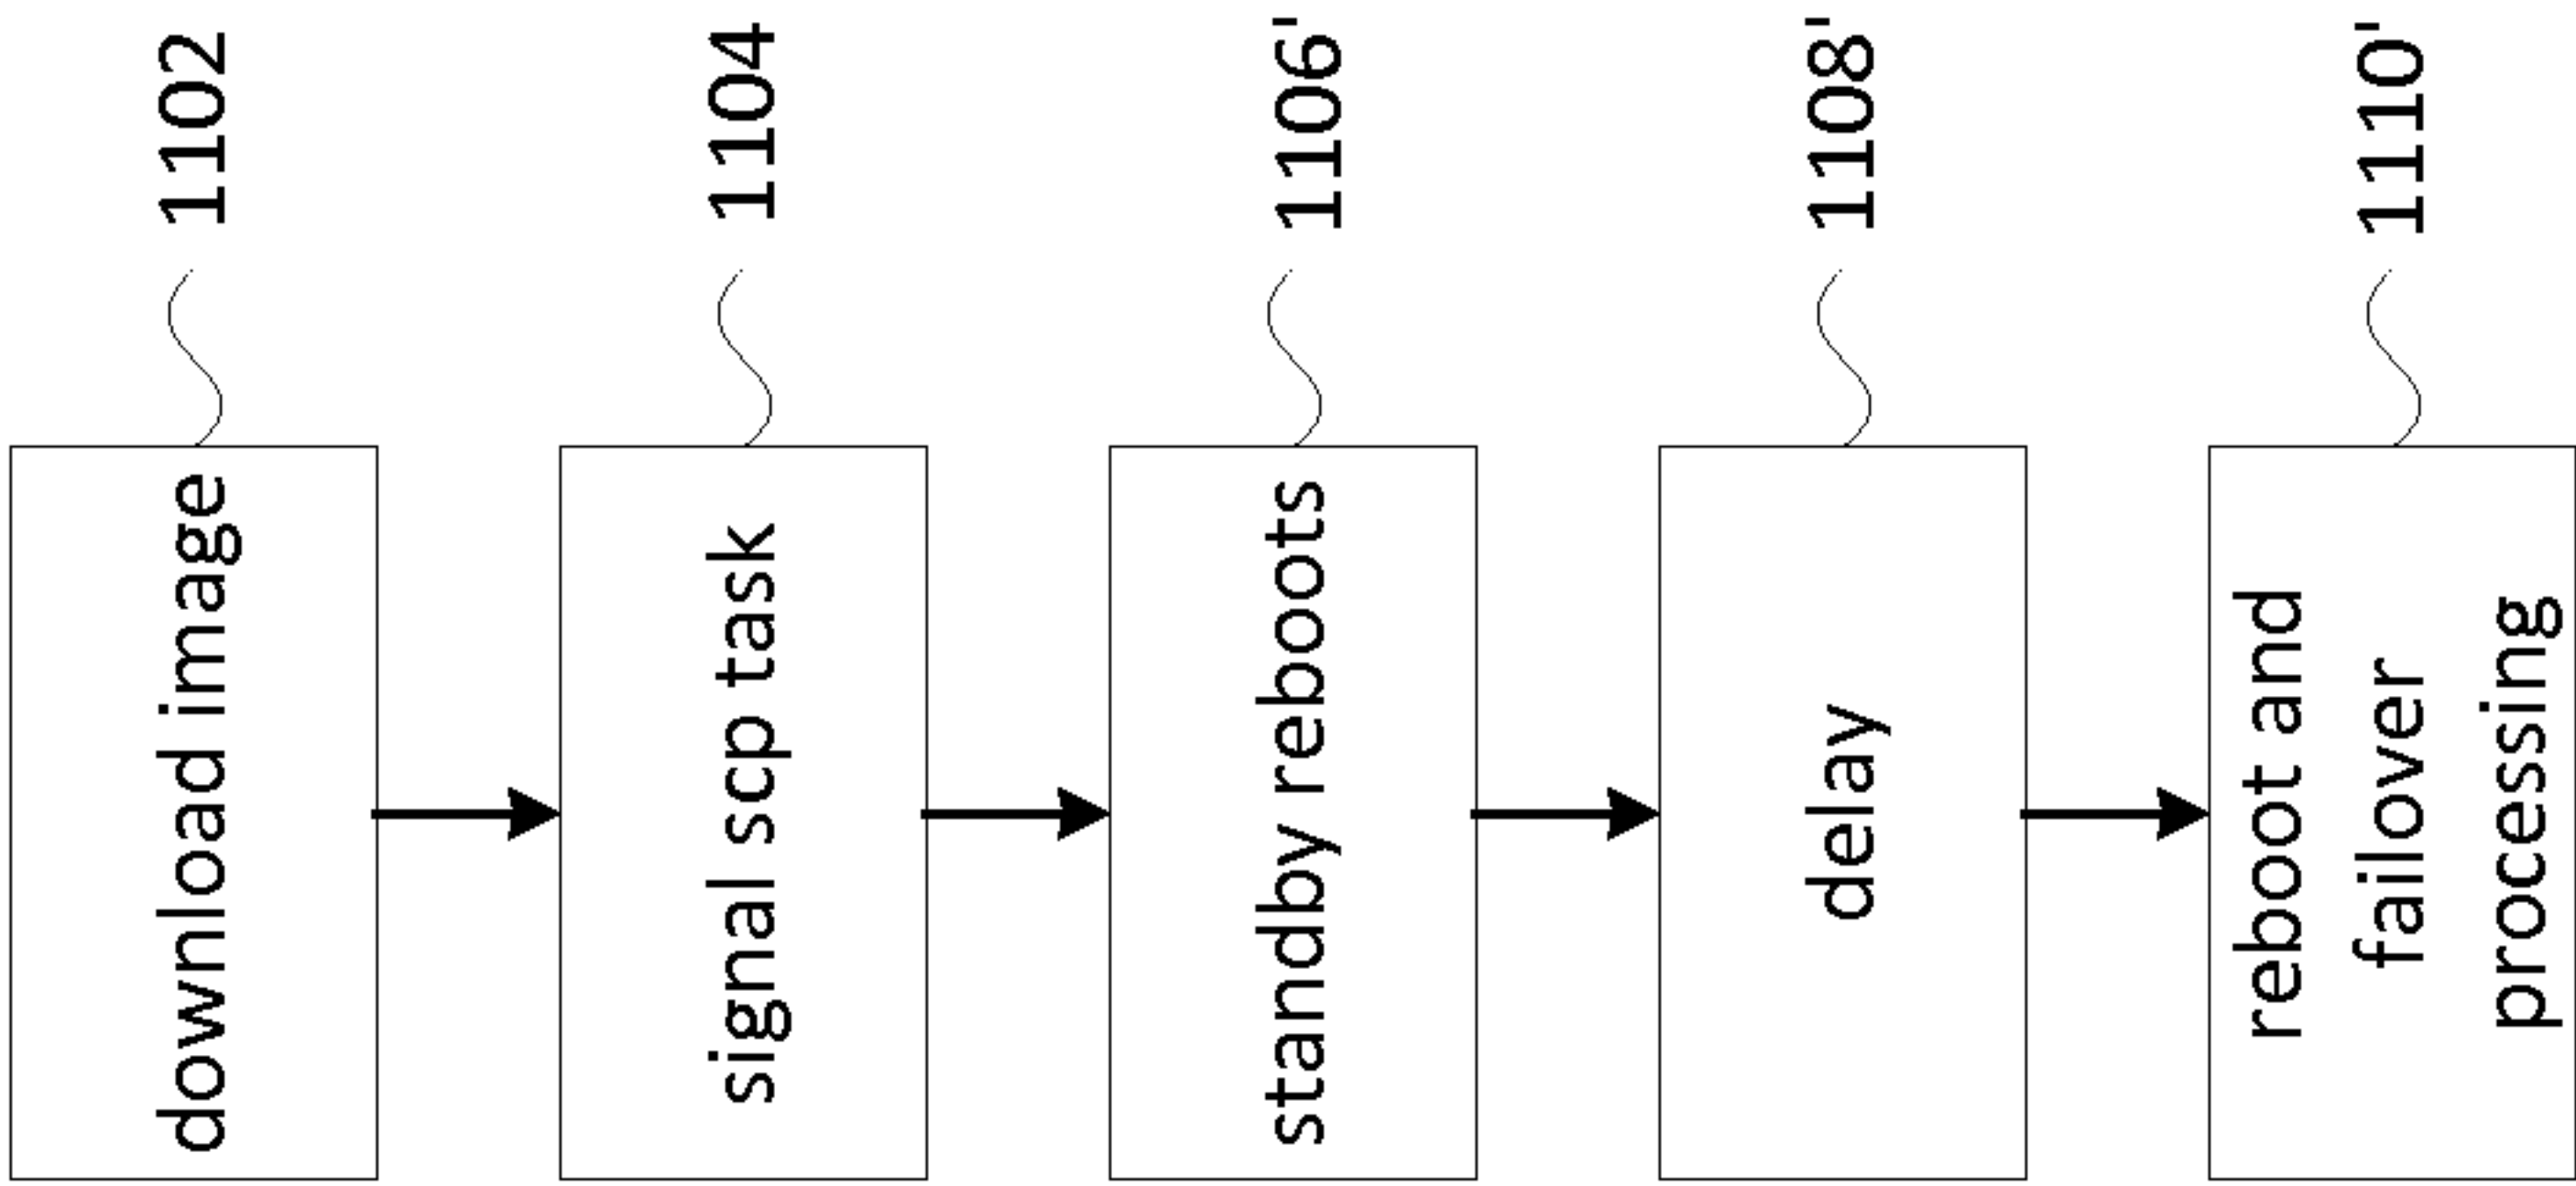 download image
1102
signal scp task
1104
standby reboots
1106'
delay
1108'
reboot and
failover
processing
1110'